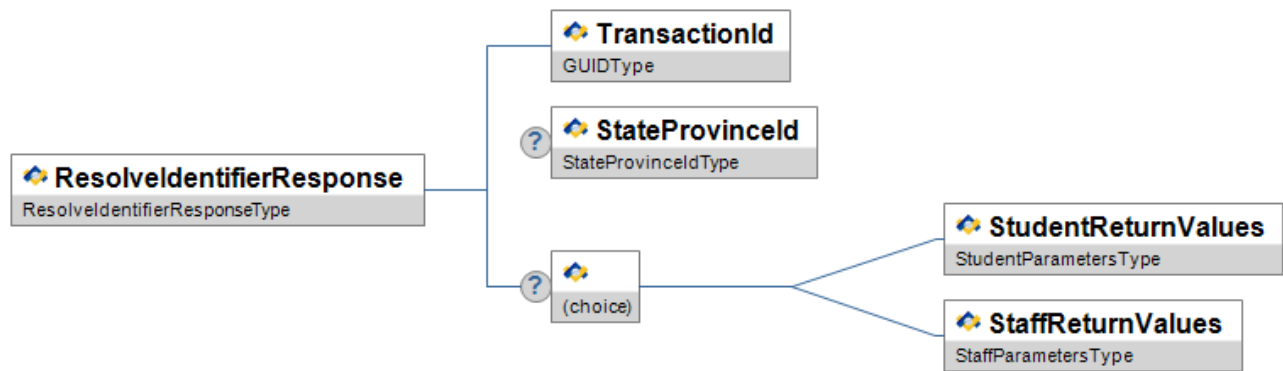 TransactionId
GUIDType
?
StateProvinceId
StateProvinceIdType
ResolveIdentifierResponse
ResolveIdentifierResponseType
?
(choice)
StudentReturnValues
StudentParametersType
StaffReturnValues
StaffParametersType